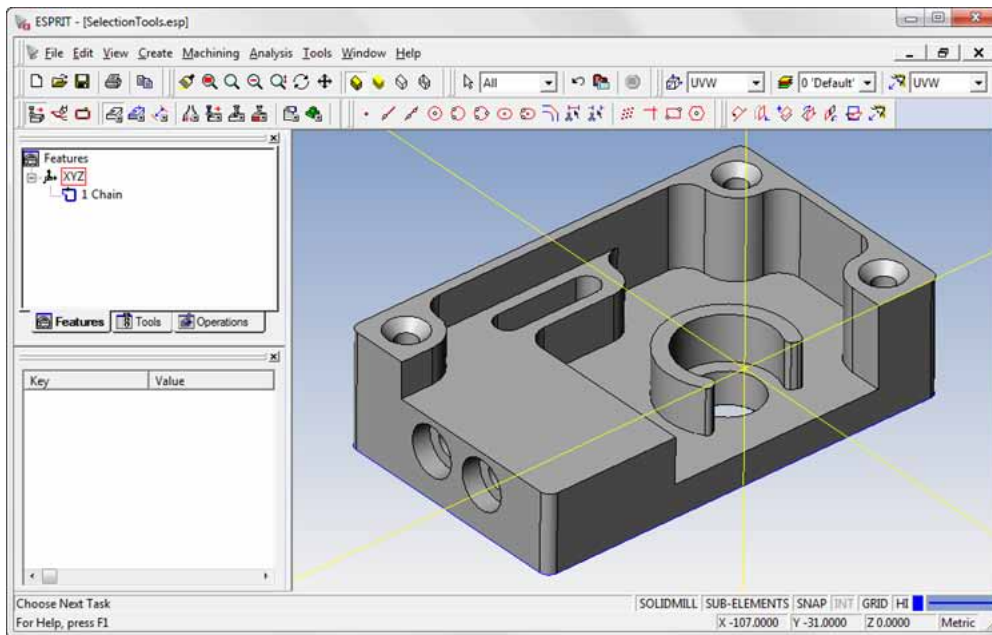 ESPRIT - [SelectionTools.esp]
File Edit View Create Machining Analysis Tools Window Help
All UVW 0 'Default' UVW
Features
XYZ
1 Chain
Features Tools Operations
Key Value
Choose Next Task
SOLIDMILL SUB-ELEMENTS SNAP INT GRID HI
For Help, press F1
X -107.0000 Y -31.0000 Z 0.0000 Metric